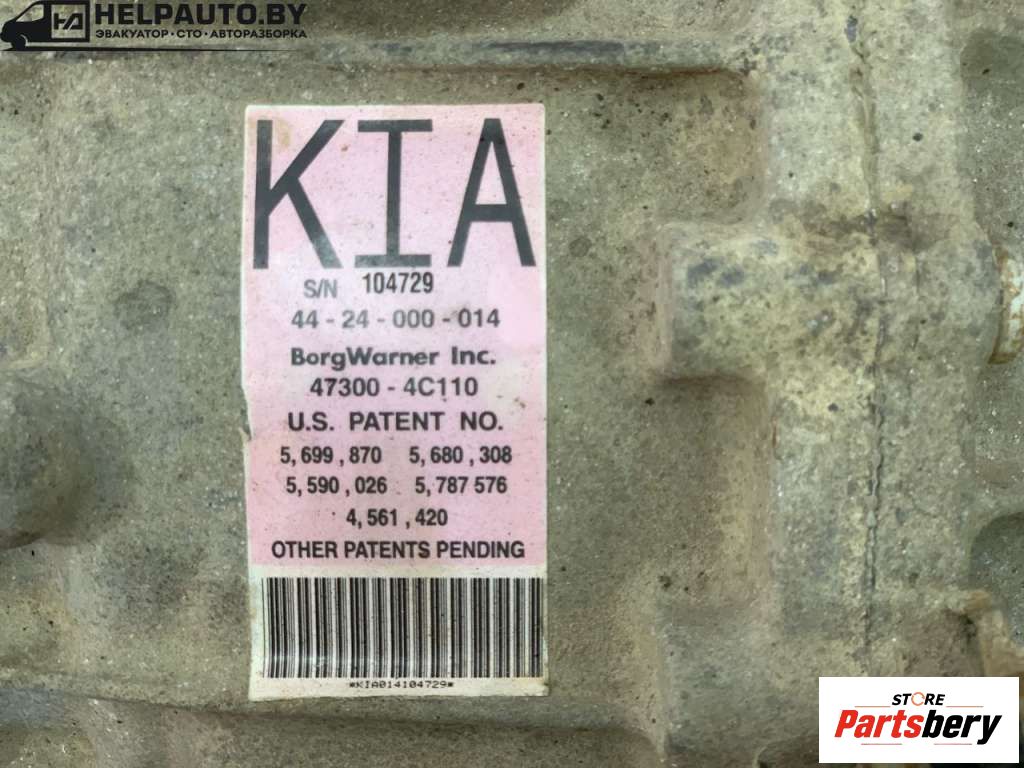 HELPAUTO.BY
ЭВАКУАТОР • СТО • АВТОРАЗБОРКА
KIA
S/N 104729
44 - 24 - 000 - 014
BorgWarner Inc.
47300 - 4C110
U.S. PATENT NO.
5, 699 , 870 5, 680 , 308
5, 590 , 026 5, 787 576
4, 561 , 420
OTHER PATENTS PENDING
*KIA014104729*
STORE
Partsbery